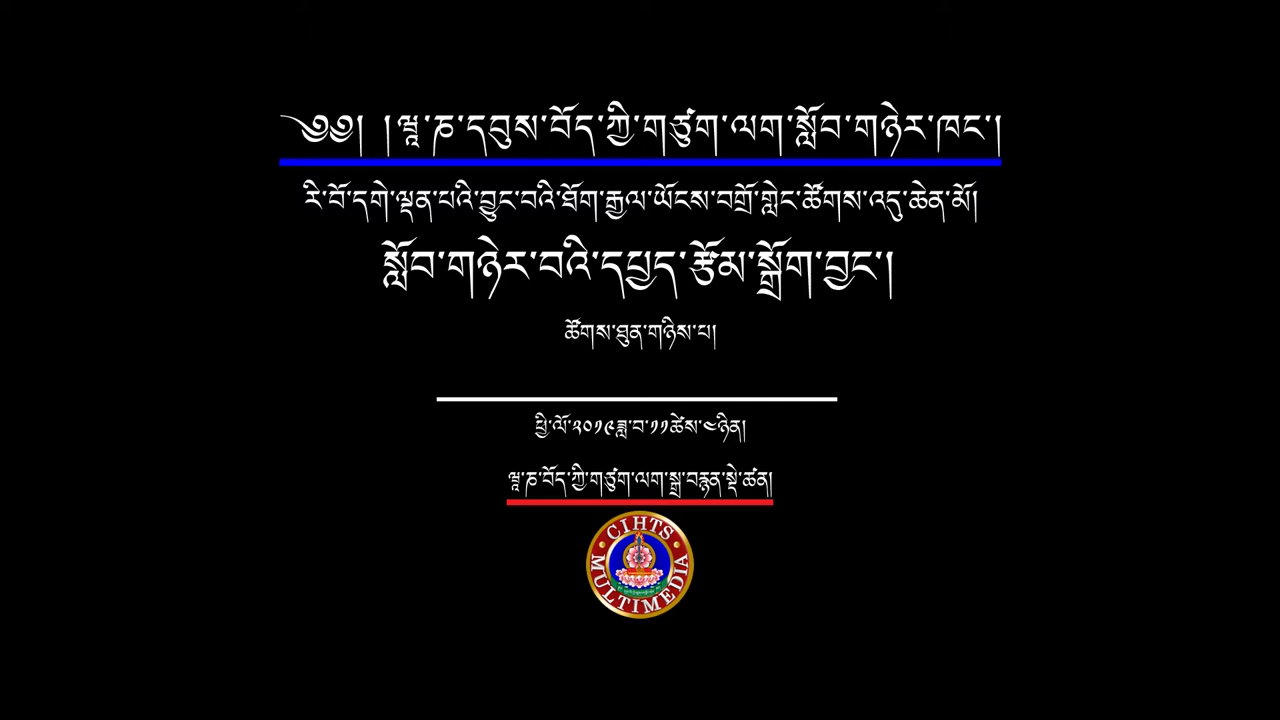 ༄༅། །ཝཱ་ཎ་དབུས་བོད་ཀྱི་གཙུག་ལག་སློབ་གཉེར་ཁང་།
རི་བོ་དགེ་ལྡན་པའི་བྱུང་བའི་ཐོག་རྒྱལ་ཡོངས་བགྲོ་གླེང་ཚོགས་འདུ་ཆེན་མོ།
སློབ་གཉེར་བའི་དཔྱད་རྩོམ་སྒྲོག་བྱང་།
ཚོགས་ཐུན་གཉིས་པ།
ཕྱི་ལོ་༢༠༡༩ཟླ་བ་༡༡ཚེས་༤ཉིན།
ཝཱ་ཎ་བོད་ཀྱི་གཙུག་ལག་སྒྲ་བརྙན་སྡེ་ཚན།
CIHTS
MULTIMEDIA